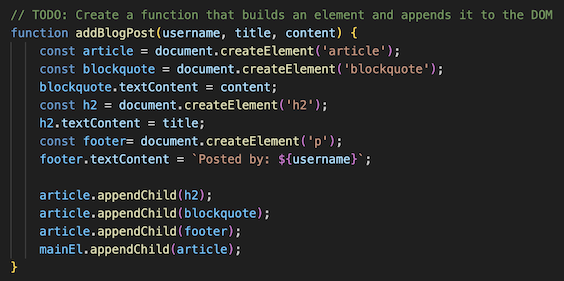 // TODO: Create a function that builds an element and appends it to the DOM
function addBlogPost(username, title, content) {
    const article = document.createElement('article');
    const blockquote = document.createElement('blockquote');
    blockquote.textContent = content;
    const h2 = document.createElement('h2');
    h2.textContent = title;
    const footer= document.createElement('p');
    footer.textContent = `Posted by: ${username}`;

    article.appendChild(h2);
    article.appendChild(blockquote);
    article.appendChild(footer);
    mainEl.appendChild(article);
}